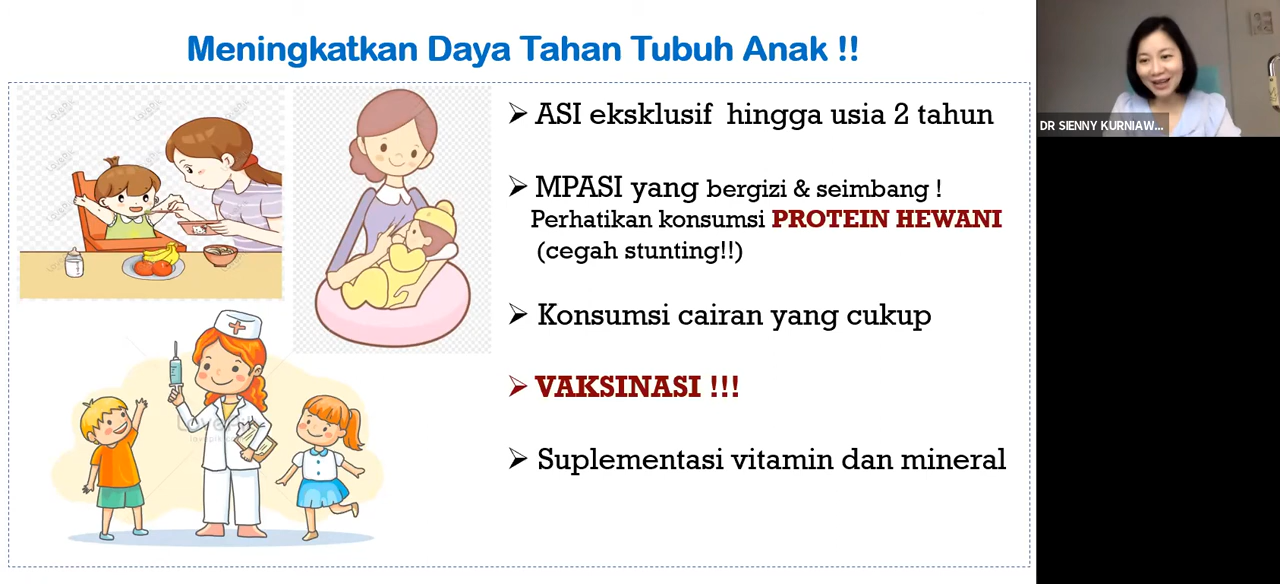 Meningkatkan Daya Tahan Tubuh Anak !!
ASI eksklusif hingga usia 2 tahun
MPASI yang bergizi & seimbang !
Perhatikan konsumsi PROTEIN HEWANI
(cegah stunting!!)
Konsumsi cairan yang cukup
VAKSINASI !!!
Suplementasi vitamin dan mineral
DR SIENNY KURNIAW...